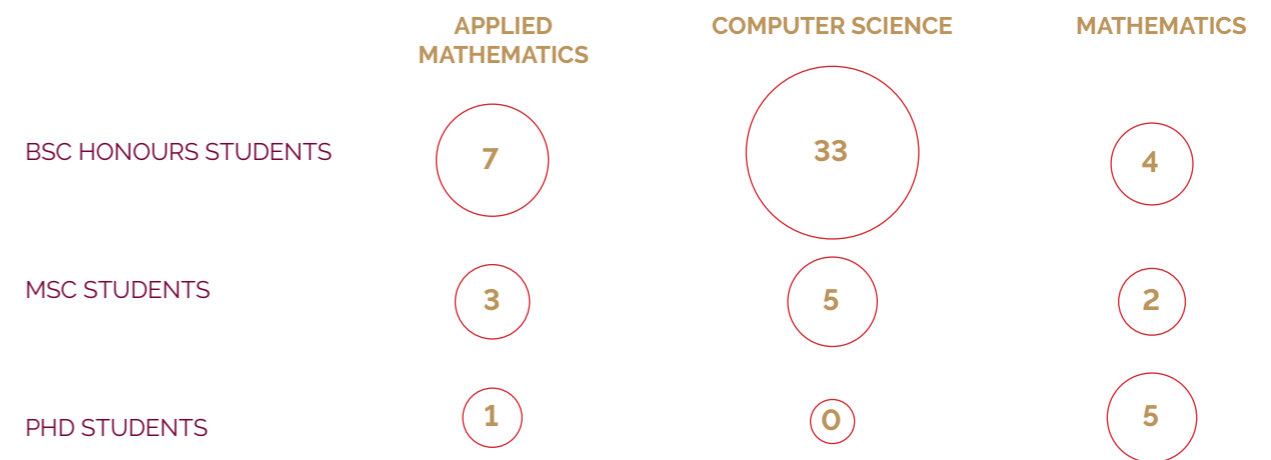 APPLIED
MATHEMATICS
COMPUTER SCIENCE
MATHEMATICS
BSC HONOURS STUDENTS
7
33
4
MSC STUDENTS
3
5
2
PHD STUDENTS
1
0
5